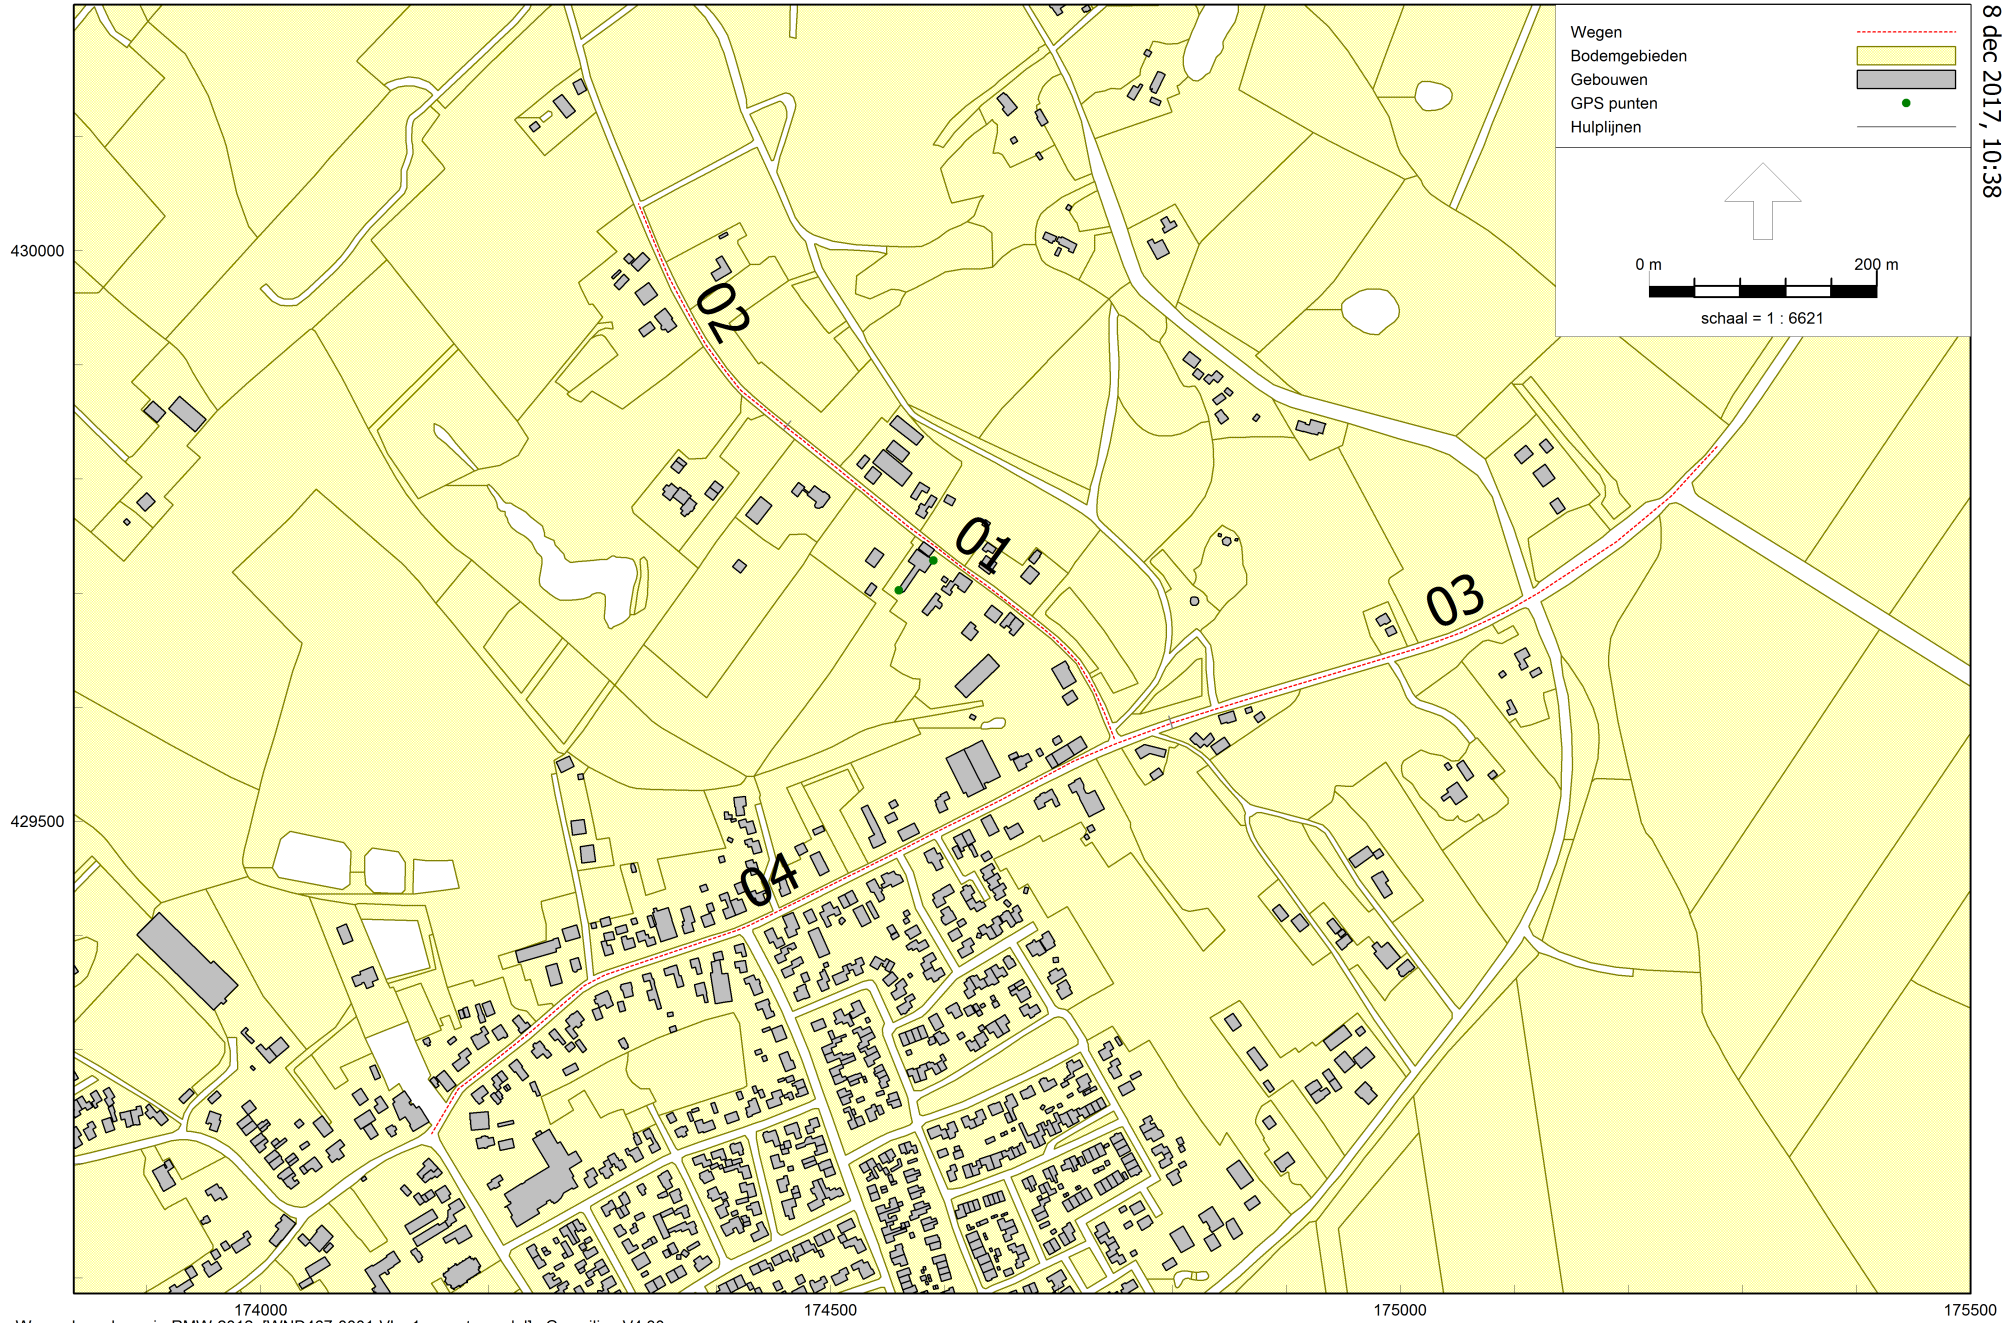 Wegen
Bodemgebieden
Gebouwen
GPS punten
Hulplijnen
0 m 200 m
schaal = 1 : 6621
8 dec 2017, 10:38
430000
429500
02
01
03
04
174000 174500 175000 175500